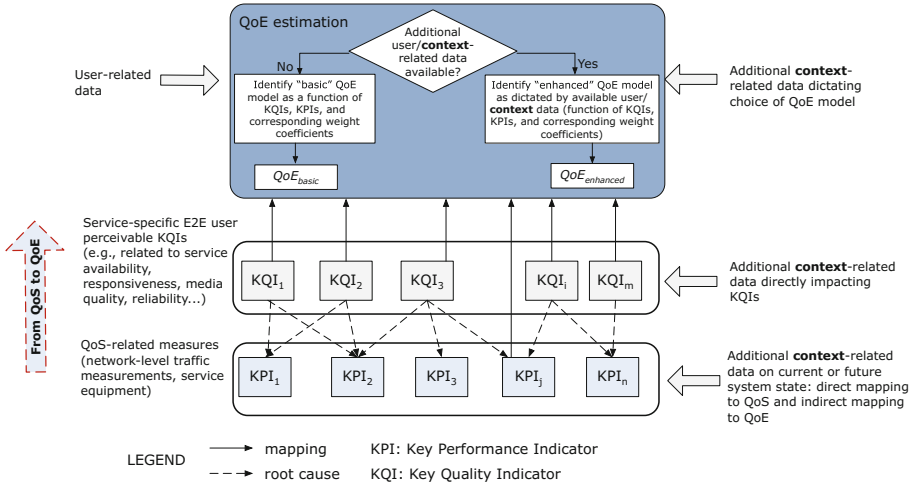 QoE estimation
Additional
user/context-
related data
available?
No
Yes
Identify "basic" QoE
model as a function of
KQIs, KPIs, and
corresponding weight
coefficients
Identify "enhanced" QoE model
as dictated by available user/
context data (function of KQIs,
KPIs, and corresponding weight
coefficients)
QoEbasic
QoEenhanced
User-related
data
Additional context-
related data dictating
choice of QoE model
From QoS to QoE
Service-specific E2E user
perceivable KQIs
(e.g., related to service
availability,
responsiveness, media
quality, reliability...)
KQI1
KQI2
KQI3
KQIi
KQIm
Additional context-related
data directly impacting
KQIs
QoS-related measures
(network-level traffic
measurements, service
equipment)
KPI1
KPI2
KPI3
KPIj
KPIn
Additional context-related
data on current or future
system state: direct mapping
to QoS and indirect mapping
to QoE
LEGEND
mapping
KPI: Key Performance Indicator
root cause
KQI: Key Quality Indicator